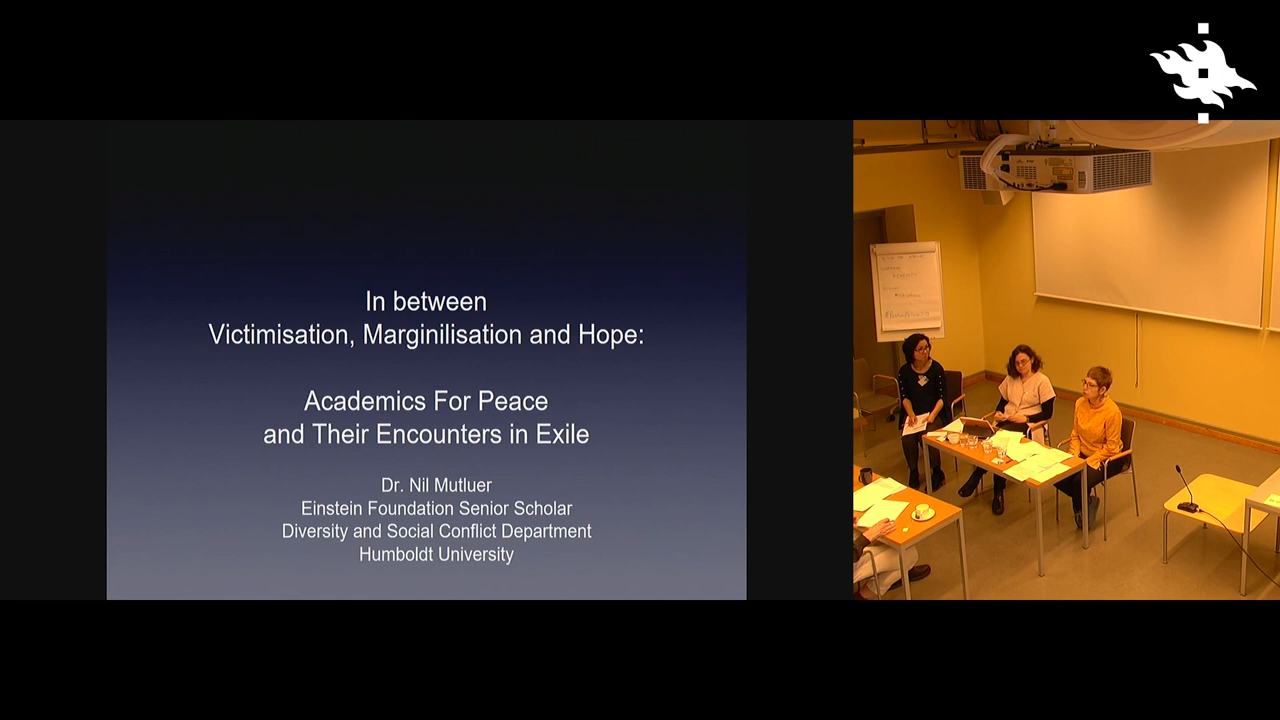 In between
Victimisation, Marginilisation and Hope:
Academics For Peace
and Their Encounters in Exile
Dr. Nil Mutluer
Einstein Foundation Senior Scholar
Diversity and Social Conflict Department
Humboldt University